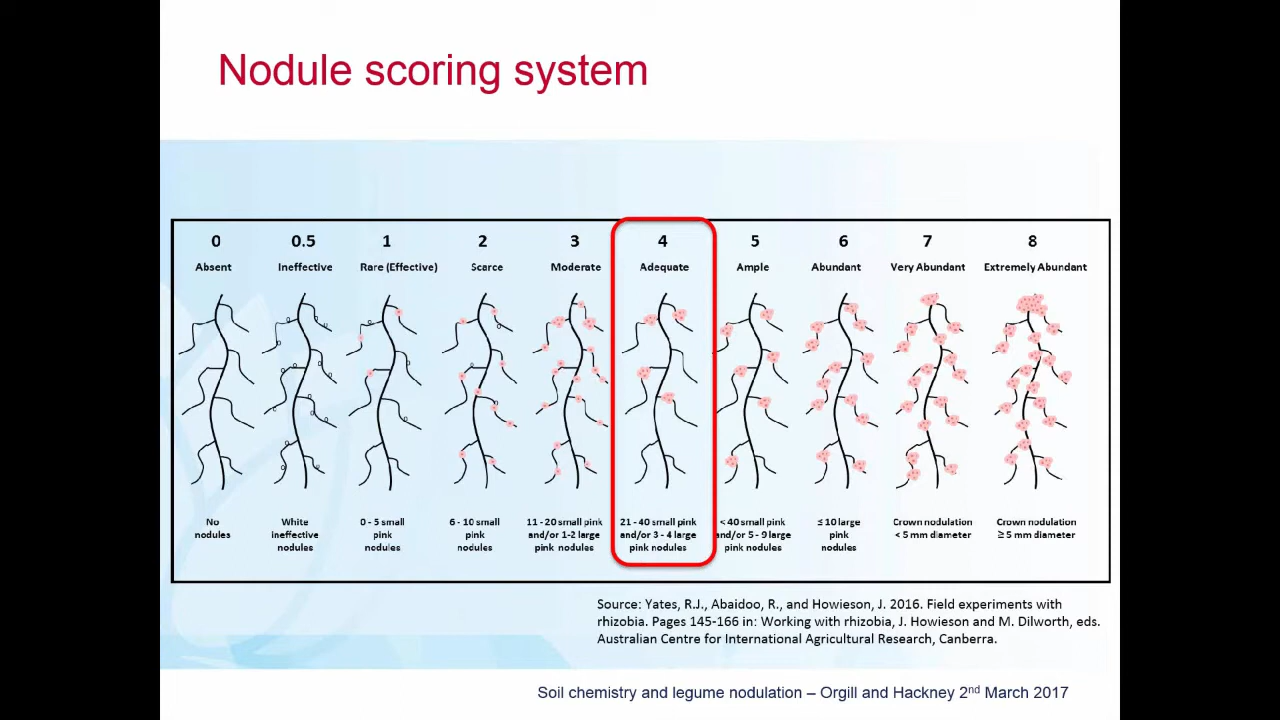 Nodule scoring system
0 0.5 1 2 3 4 5 6 7 8
Absent Ineffective Rare (Effective) Scarce Moderate Adequate Ample Abundant Very Abundant Extremely Abundant
No White 0 - 5 small 6 - 10 small 11 - 20 small pink 21 - 40 small pink < 40 small pink ≤ 10 large Crown nodulation Crown nodulation
nodules ineffective pink pink and/or 1-2 large and/or 3 - 4 large and/or 5 - 9 large pink < 5 mm diameter ≥ 5 mm diameter
nodules nodules nodules pink nodules pink nodules pink nodules nodules
Source: Yates, R.J., Abaidoo, R., and Howieson, J. 2016. Field experiments with
rhizobia. Pages 145-166 in: Working with rhizobia, J. Howieson and M. Dilworth, eds.
Australian Centre for International Agricultural Research, Canberra.
Soil chemistry and legume nodulation – Orgill and Hackney 2nd March 2017